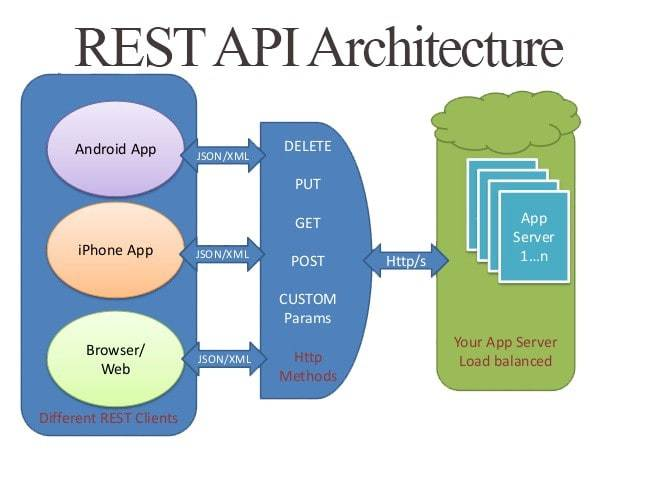 REST API Architecture
Android App
JSON/XML
iPhone App
JSON/XML
Browser/
Web
JSON/XML
Different REST Clients
DELETE
PUT
GET
POST
CUSTOM
Params
Http
Methods
Http/s
App
Server
1...n
Your App Server
Load balanced